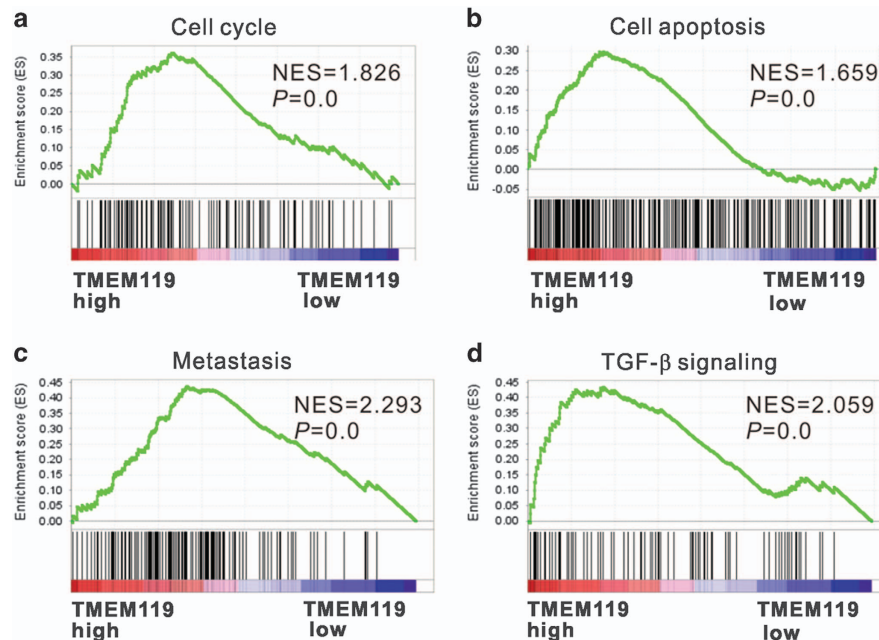 a
Cell cycle
Enrichment score (ES)
0.35
0.30
0.25
0.20
0.15
0.10
0.05
0.00
NES=1.826
P=0.0
TMEM119
high
TMEM119
low
b
Cell apoptosis
Enrichment score (ES)
0.30
0.25
0.20
0.15
0.10
0.05
0.00
-0.05
NES=1.659
P=0.0
TMEM119
high
TMEM119
low
c
Metastasis
Enrichment score (ES)
0.45
0.40
0.35
0.30
0.25
0.20
0.15
0.10
0.05
0.00
NES=2.293
P=0.0
TMEM119
high
TMEM119
low
d
TGF-β signaling
Enrichment score (ES)
0.45
0.40
0.35
0.30
0.25
0.20
0.15
0.10
0.05
0.00
NES=2.059
P=0.0
TMEM119
high
TMEM119
low